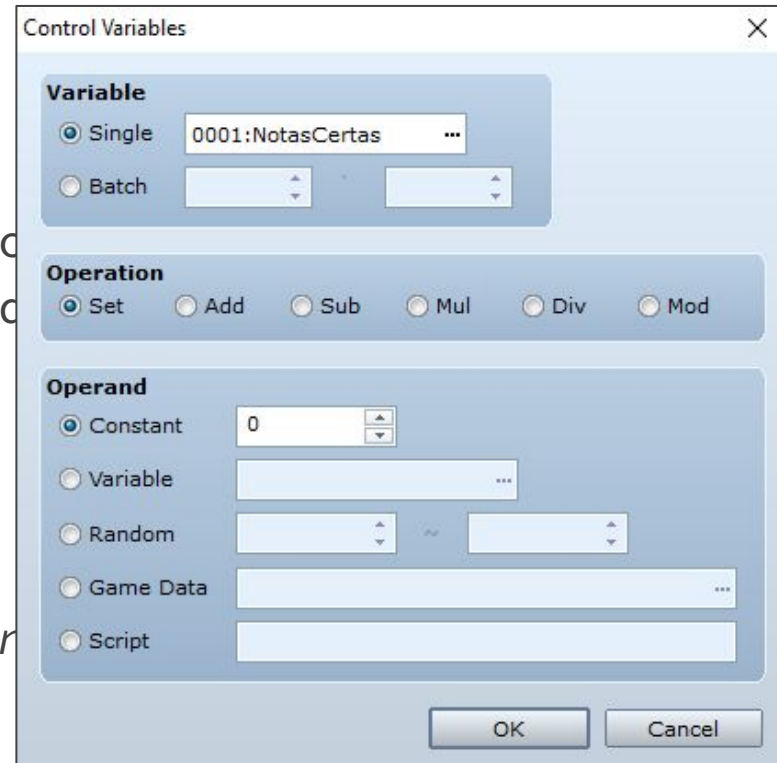 Control Variables
Variable
Single 0001:NotasCertas ...
Batch
Operation
Set Add Sub Mul Div Mod
Operand
Constant 0
Variable ...
Random ~
Game Data ...
Script
OK Cancel